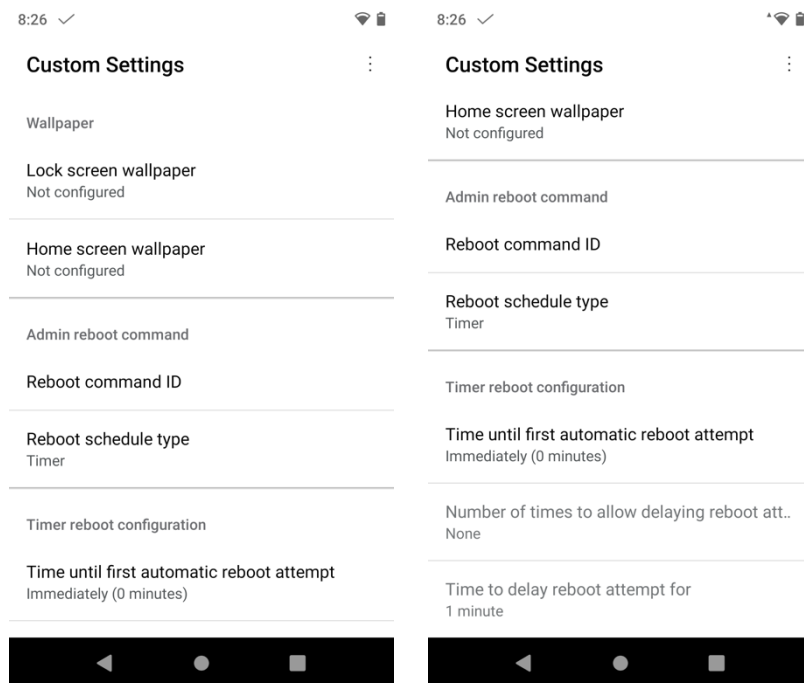 8:26
Custom Settings
Wallpaper
Lock screen wallpaper
Not configured
Home screen wallpaper
Not configured
Admin reboot command
Reboot command ID
Reboot schedule type
Timer
Timer reboot configuration
Time until first automatic reboot attempt
Immediately (0 minutes)
8:26
Custom Settings
Home screen wallpaper
Not configured
Admin reboot command
Reboot command ID
Reboot schedule type
Timer
Timer reboot configuration
Time until first automatic reboot attempt
Immediately (0 minutes)
Number of times to allow delaying reboot att..
None
Time to delay reboot attempt for
1 minute